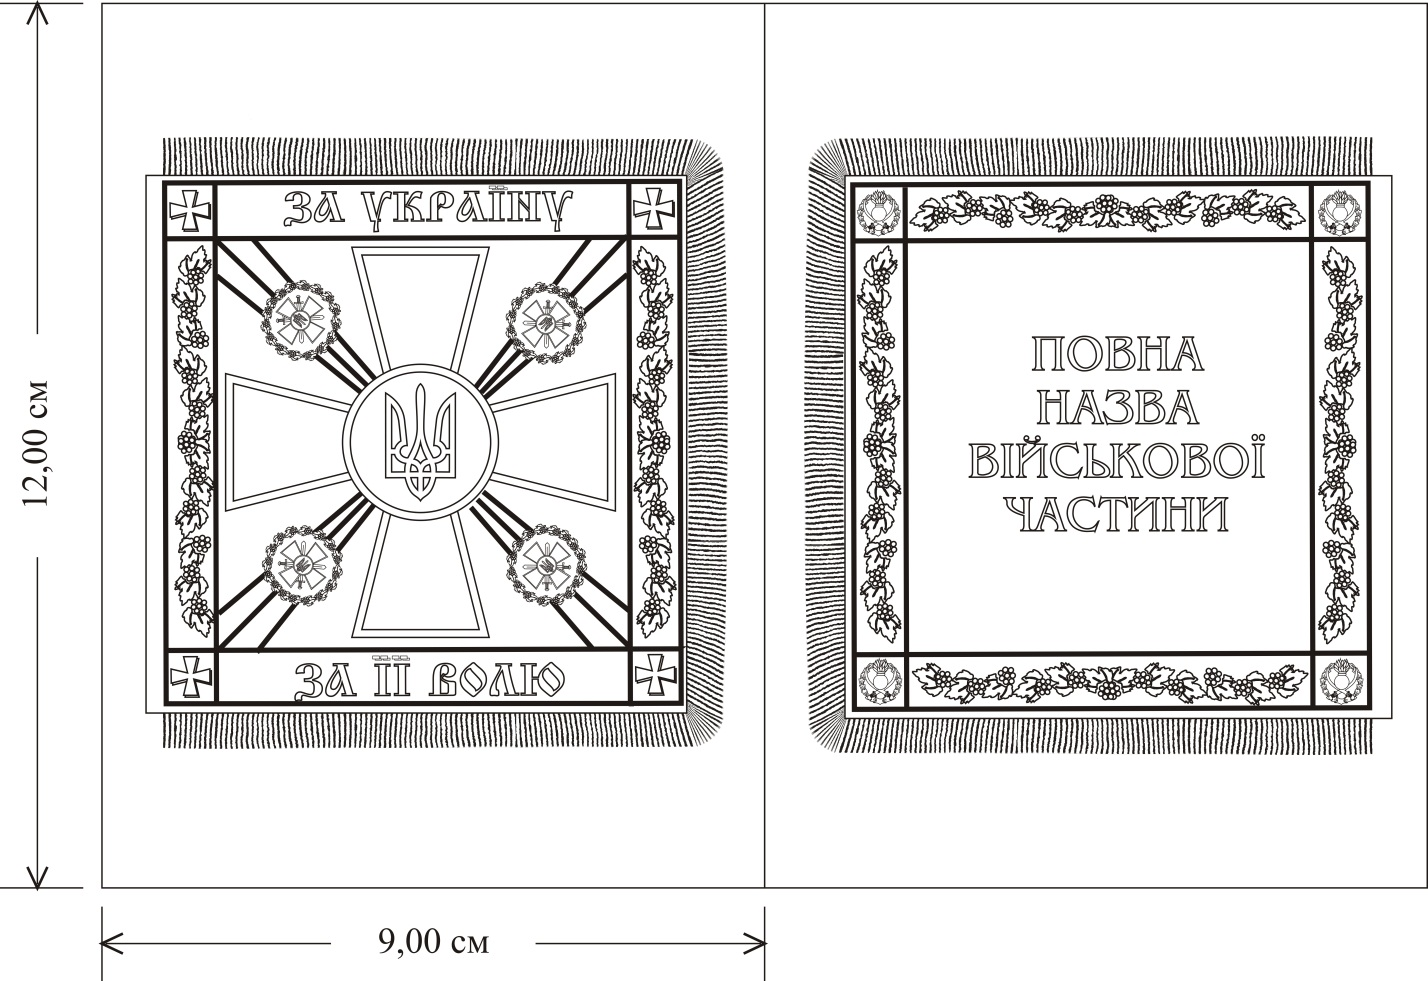 ЗА УКРАЇНУ
ЗА ЇЇ ВОЛЮ
ПОВНА
НАЗВА
ВІЙСЬКОВОЇ
ЧАСТИНИ
12,00 см
9,00 см